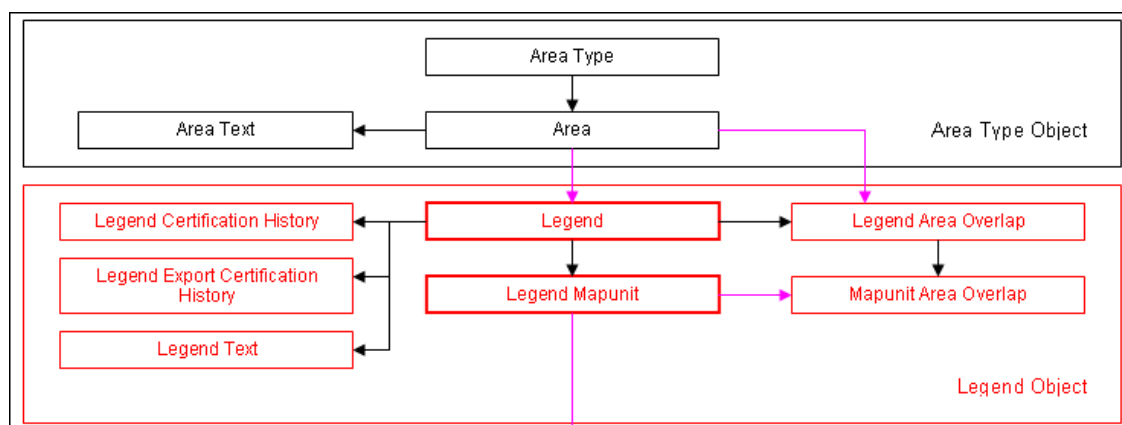 Area Type
Area Text
Area
Area Type Object
Legend Certification History
Legend
Legend Area Overlap
Legend Export Certification
History
Legend Mapunit
Mapunit Area Overlap
Legend Text
Legend Object